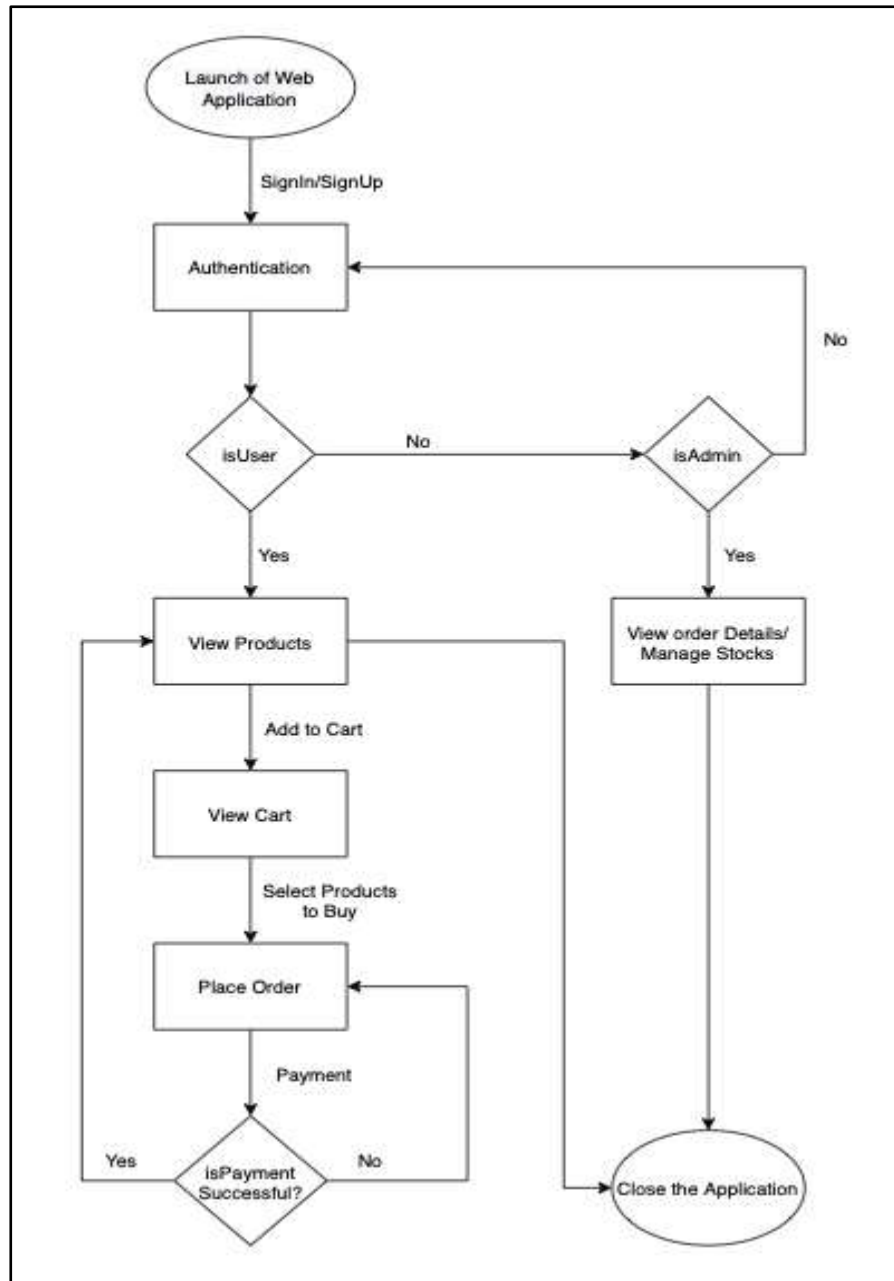 Launch of Web
Application
SignIn/SignUp
Authentication
No
isUser
No
isAdmin
Yes
Yes
View Products
View order Details/
Manage Stocks
Add to Cart
View Cart
Select Products
to Buy
Place Order
Payment
Yes
isPayment
Successful?
No
Close the Application